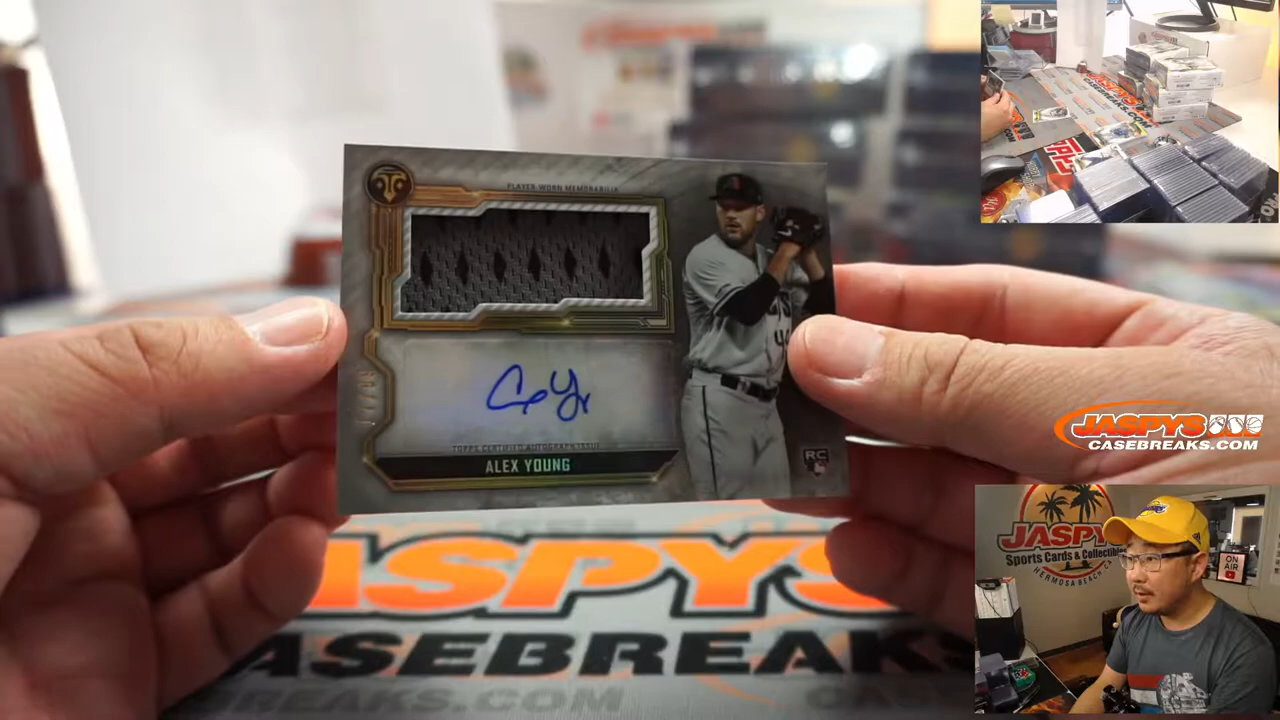 PLAYER-WORN MEMORABILIA
TOPPS CERTIFIED AUTOGRAPH ISSUE
ALEX YOUNG
RC
JASPYS
CASEBREAKS
JASPYS
CASEBREAKS.COM
JASPY
Sports Cards & Collectibles
HERMOSA BEACH, CA
ON
AIR
JASPYS
CASEBREAKS.COM